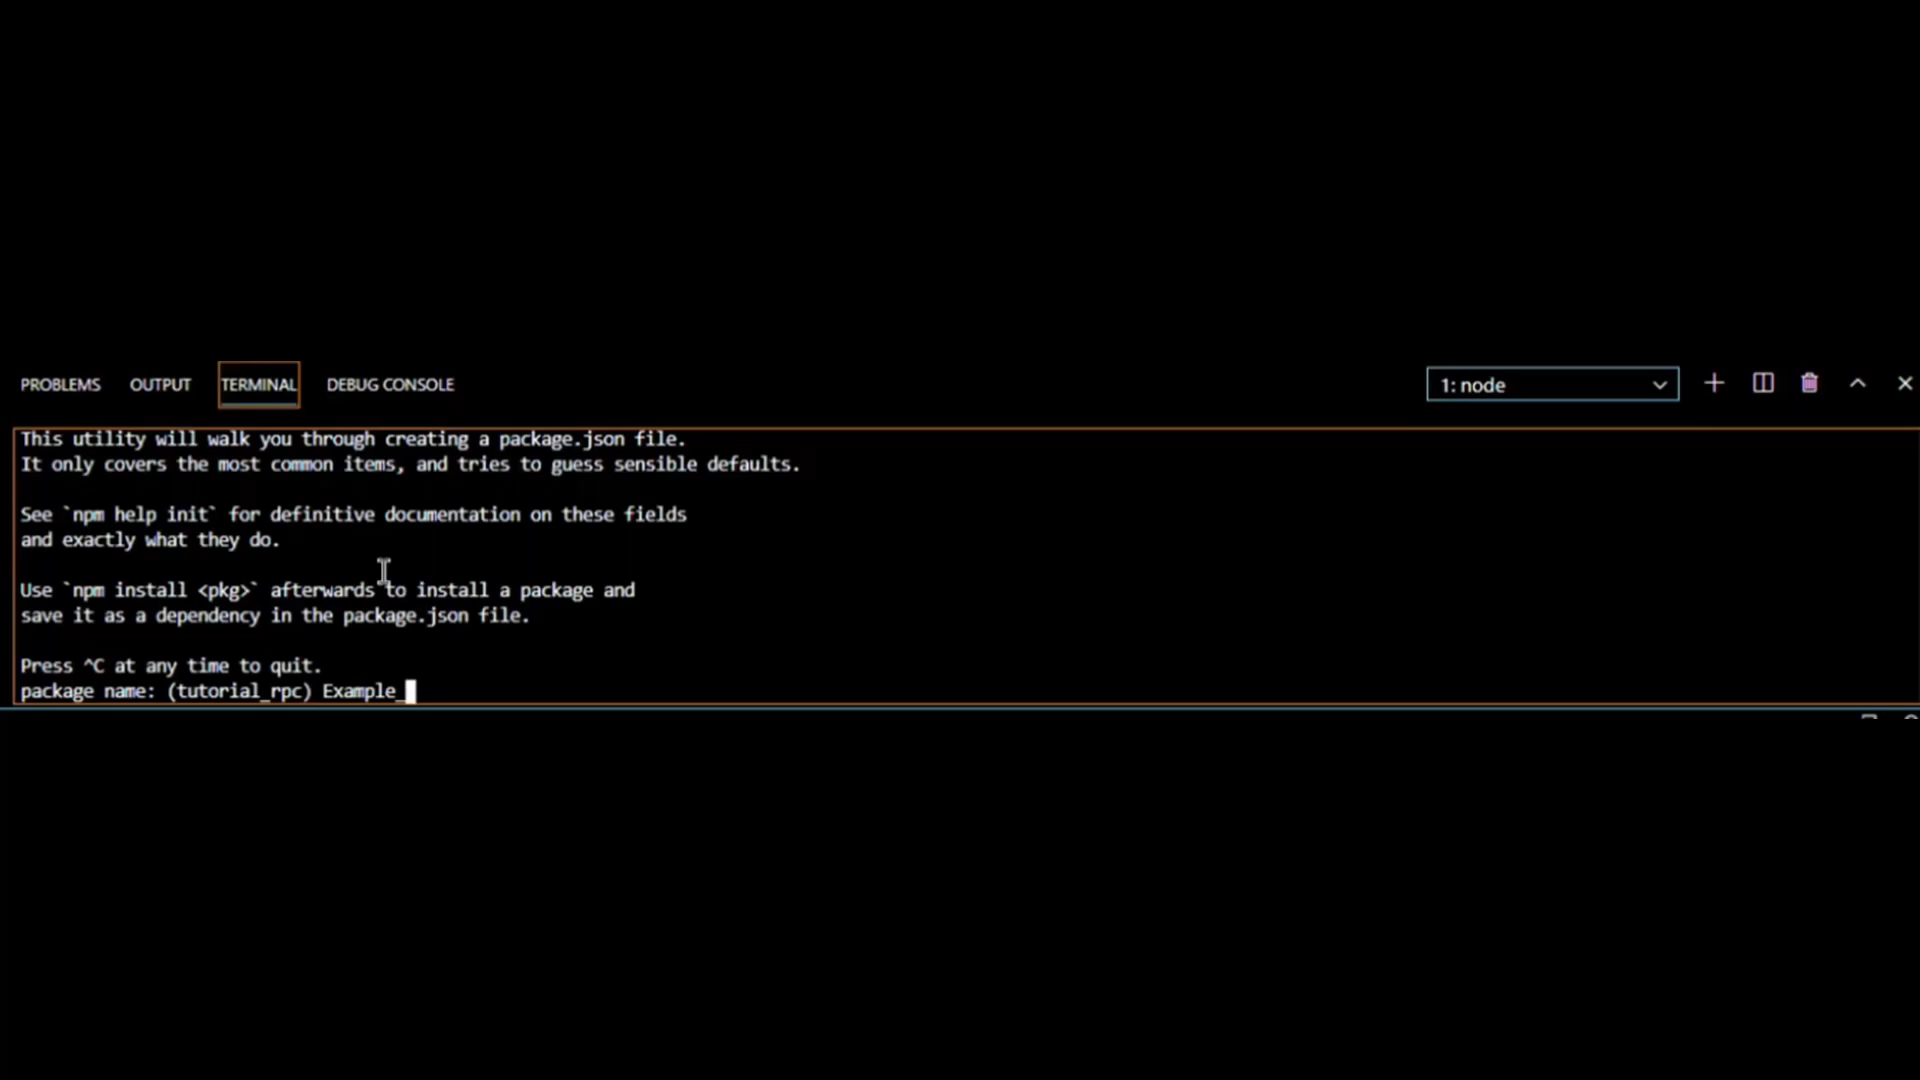 PROBLEMS OUTPUT TERMINAL DEBUG CONSOLE 1: node
This utility will walk you through creating a package.json file.
It only covers the most common items, and tries to guess sensible defaults.
See `npm help init` for definitive documentation on these fields
and exactly what they do.
Use `npm install <pkg>` afterwards to install a package and
save it as a dependency in the package.json file.
Press ^C at any time to quit.
package name: (tutorial_rpc) Example_